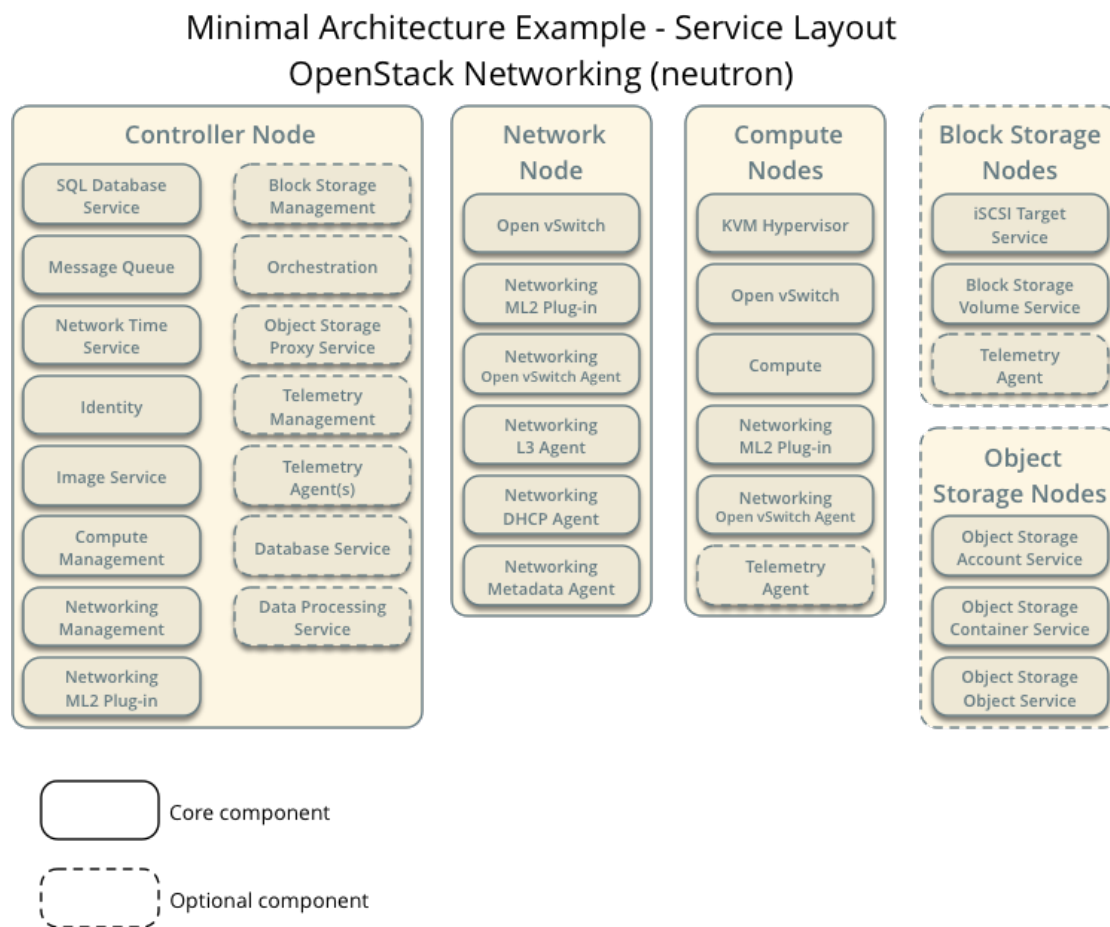 Minimal Architecture Example - Service Layout
OpenStack Networking (neutron)
Controller Node
SQL Database
Service
Message Queue
Network Time
Service
Identity
Image Service
Compute
Management
Networking
Management
Networking
ML2 Plug-in
Block Storage
Management
Orchestration
Object Storage
Proxy Service
Telemetry
Management
Telemetry
Agent(s)
Database Service
Data Processing
Service
Network
Node
Open vSwitch
Networking
ML2 Plug-in
Networking
Open vSwitch Agent
Networking
L3 Agent
Networking
DHCP Agent
Networking
Metadata Agent
Compute
Nodes
KVM Hypervisor
Open vSwitch
Compute
Networking
ML2 Plug-in
Networking
Open vSwitch Agent
Telemetry
Agent
Block Storage
Nodes
iSCSI Target
Service
Block Storage
Volume Service
Telemetry
Agent
Object
Storage Nodes
Object Storage
Account Service
Object Storage
Container Service
Object Storage
Object Service
Core component
Optional component